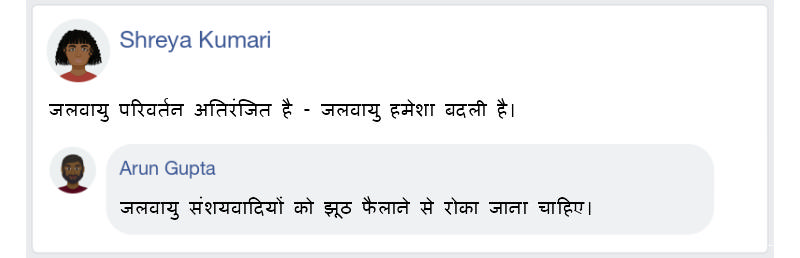 Shreya Kumari
जलवायु परिवर्तन अतिरंजित है - जलवायु हमेशा बदली है।
Arun Gupta
जलवायु संशयवादियों को झूठ फैलाने से रोका जाना चाहिए।